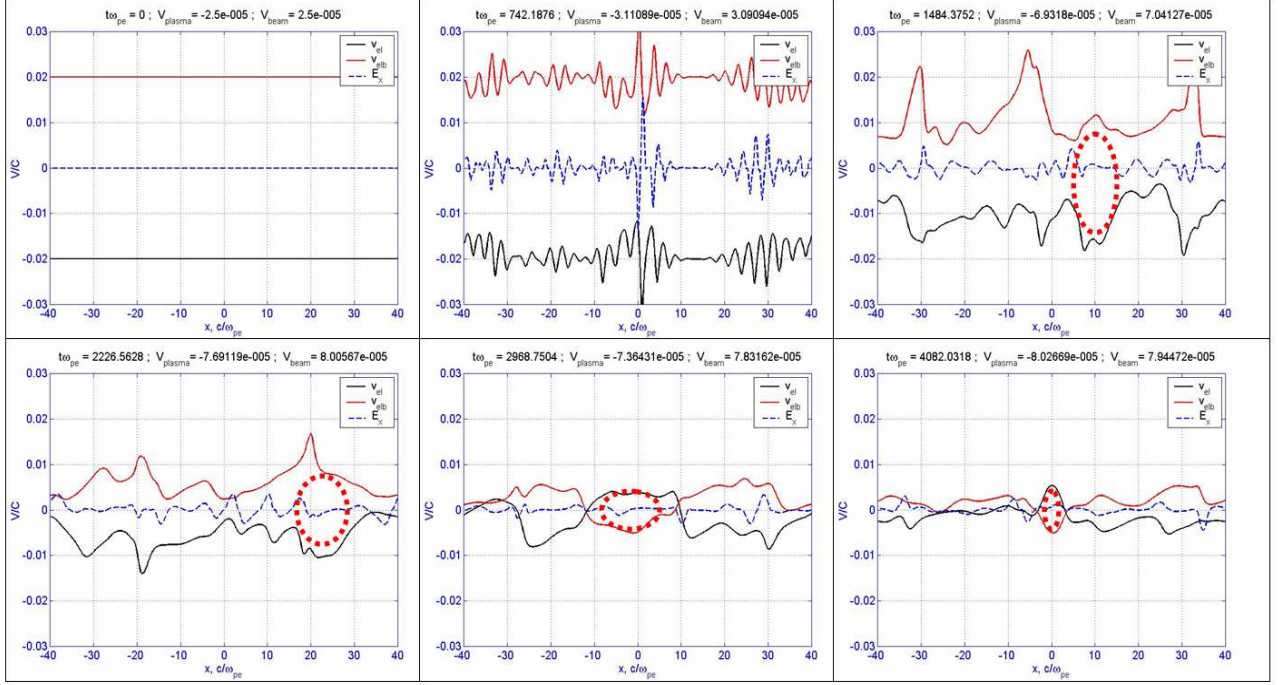 tω_pe = 0 ; V_plasma = -2.5e-005 ; V_beam = 2.5e-005
0.03
0.02
0.01
0
-0.01
-0.02
-0.03
V/C
v_el
v_elb
E_x
-40 -30 -20 -10 0 10 20 30 40
x, c/ω_pe
tω_pe = 742.1876 ; V_plasma = -3.11089e-005 ; V_beam = 3.09094e-005
0.03
0.02
0.01
0
-0.01
-0.02
-0.03
V/C
v_el
v_elb
E_x
-40 -30 -20 -10 0 10 20 30 40
x, c/ω_pe
tω_pe = 1484.3752 ; V_plasma = -6.9318e-005 ; V_beam = 7.04127e-005
0.03
0.02
0.01
0
-0.01
-0.02
-0.03
V/C
v_el
v_elb
E_x
-40 -30 -20 -10 0 10 20 30 40
x, c/ω_pe
tω_pe = 2226.5628 ; V_plasma = -7.69119e-005 ; V_beam = 8.00567e-005
0.03
0.02
0.01
0
-0.01
-0.02
-0.03
V/C
v_el
v_elb
E_x
-40 -30 -20 -10 0 10 20 30 40
x, c/ω_pe
tω_pe = 2968.7504 ; V_plasma = -7.36431e-005 ; V_beam = 7.83162e-005
0.03
0.02
0.01
0
-0.01
-0.02
-0.03
V/C
v_el
v_elb
E_x
-40 -30 -20 -10 0 10 20 30 40
x, c/ω_pe
tω_pe = 4082.0318 ; V_plasma = -8.02669e-005 ; V_beam = 7.94472e-005
0.03
0.02
0.01
0
-0.01
-0.02
-0.03
V/C
v_el
v_elb
E_x
-40 -30 -20 -10 0 10 20 30 40
x, c/ω_pe